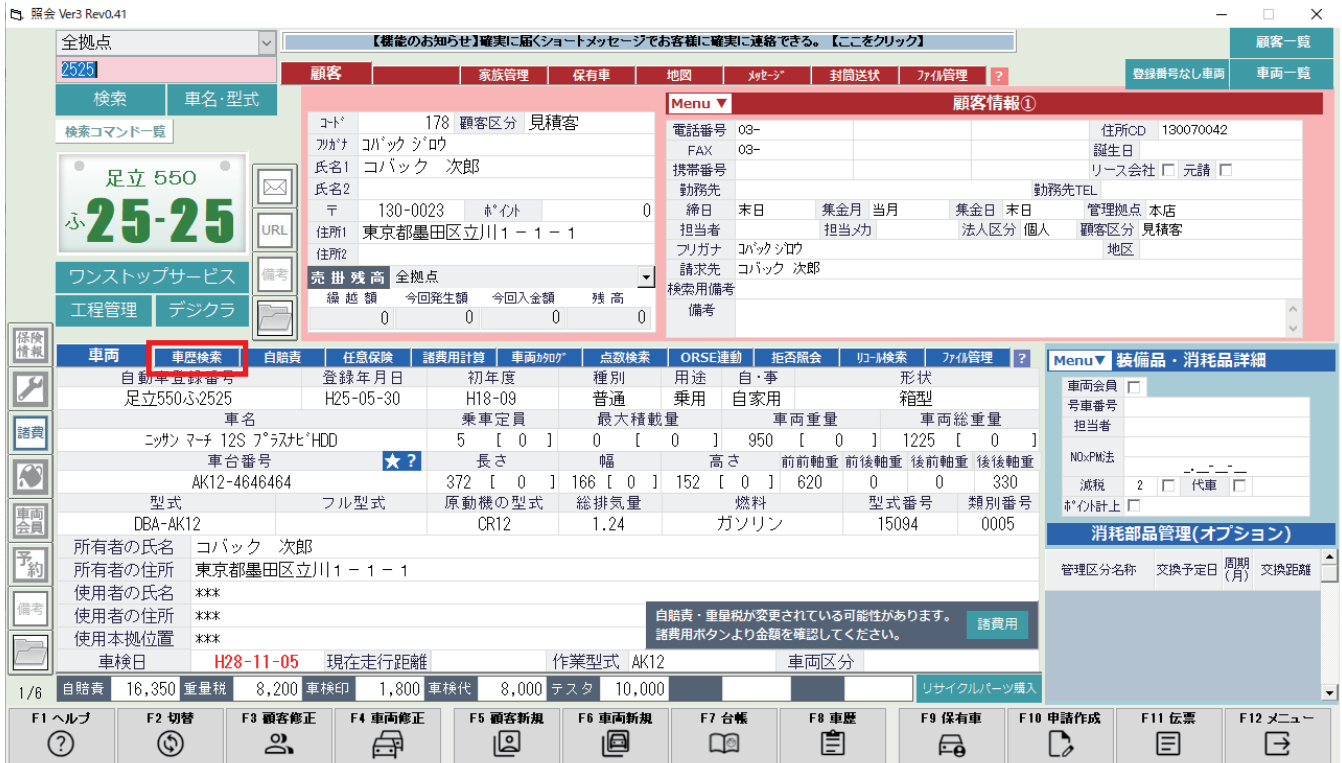 照会 Ver3 Rev0.41
全拠点
【機能のお知らせ】確実に届くショートメッセージでお客様に確実に連絡できる。【ここをクリック】
顧客一覧
2525
顧客 家族管理 保有車 地図 メッセージ 封筒送状 ファイル管理 ?
登録番号なし車両 車両一覧
検索 車名・型式
検索コマンド一覧
足立 550
ふ 25-25
URL
備考
ワンストップサービス
工程管理 デジクラ
コード 178 顧客区分 見積客
フリガナ コバック ジロウ
氏名1 コバック 次郎
氏名2
〒 130-0023 ポイント 0
住所1 東京都墨田区立川1-1-1
住所2
売掛残高 全拠点
繰越額 今回発生額 今回入金額 残高
0 0 0 0
Menu ▼ 顧客情報①
電話番号 03- 住所CD 130070042
FAX 03- 誕生日
携帯番号 リース会社 元請
勤務先 勤務先TEL
締日 末日 集金月 当月 集金日 末日 管理拠点 本店
担当者 担当メカ 法人区分 個人 顧客区分 見積客
フリガナ コバック ジロウ 地区
請求先 コバック 次郎
検索用備考
備考
保険情報
諸費
車両会員
予約
備考
1/6
車両 車歴検索 自賠責 任意保険 諸費用計算 車両カタログ 点数検索 ORSE連動 拒否照会 リコール検索 ファイル管理 ?
自動車登録番号 登録年月日 初年度 種別 用途 自・事 形状
足立550ふ2525 H25-05-30 H18-09 普通 乗用 自家用 箱型
車名 乗車定員 最大積載量 車両重量 車両総重量
ニッサン マーチ 12S プラスナビHDD 5 [ 0 ] 0 [ 0 ] 950 [ 0 ] 1225 [ 0 ]
車台番号 ★? 長さ 幅 高さ 前前軸重 前後軸重 後前軸重 後後軸重
AK12-4646464 372 [ 0 ] 166 [ 0 ] 152 [ 0 ] 620 0 0 330
型式 フル型式 原動機の型式 総排気量 燃料 型式番号 類別番号
DBA-AK12 CR12 1.24 ガソリン 15094 0005
所有者の氏名 コバック 次郎
所有者の住所 東京都墨田区立川1-1-1
使用者の氏名 ***
使用者の住所 ***
使用本拠位置 ***
自賠責・重量税が変更されている可能性があります。
諸費用ボタンより金額を確認してください。
諸費用
車検日 H28-11-05 現在走行距離 作業型式 AK12 車両区分
自賠責 16,350 重量税 8,200 車検印 1,800 車検代 8,000 テスタ 10,000 リサイクルパーツ購入
Menu▼ 装備品・消耗品詳細
車両会員
号車番号
担当者
NOxPM法
減税 2 代車
ポイント計上
消耗部品管理(オプション)
管理区分名称 交換予定日 周期(月) 交換距離
F1 ヘルプ F2 切替 F3 顧客修正 F4 車両修正 F5 顧客新規 F6 車両新規 F7 台帳 F8 車歴 F9 保有車 F10 申請作成 F11 伝票 F12 メニュー